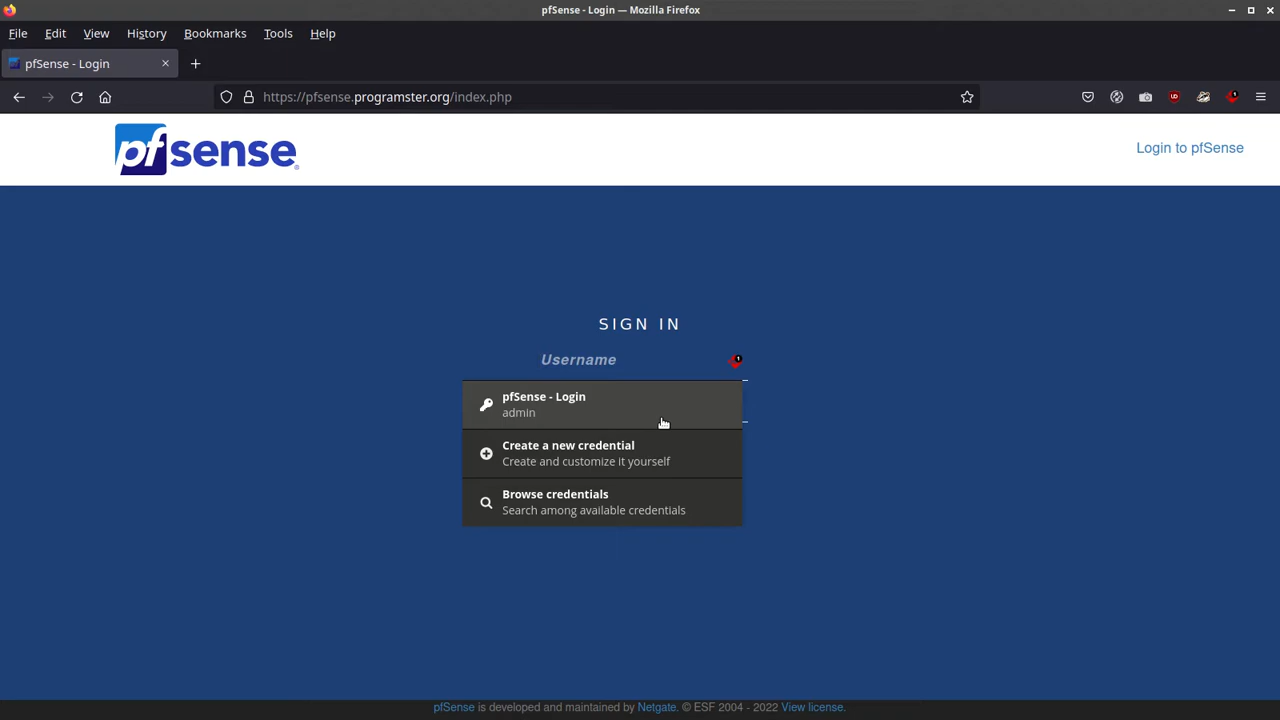 pfSense - Login — Mozilla Firefox
File Edit View History Bookmarks Tools Help
pfSense - Login
https://pfsense.programster.org/index.php
pfsense
Login to pfSense
SIGN IN
Username
pfSense - Login
admin
Create a new credential
Create and customize it yourself
Browse credentials
Search among available credentials
pfSense is developed and maintained by Netgate. © ESF 2004 - 2022 View license.